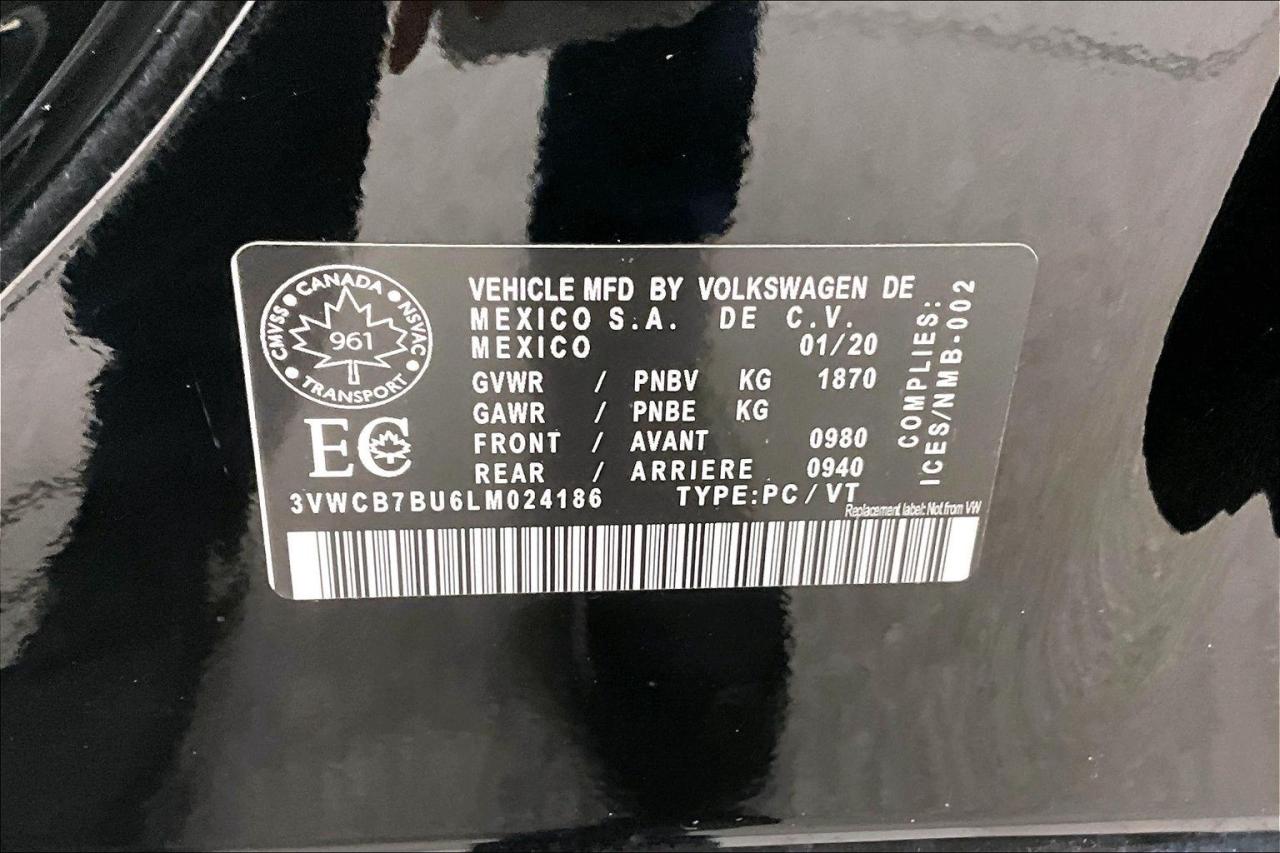 CMVSS • CANADA • NSVAC • TRANSPORT •
961
EC
VEHICLE MFD BY VOLKSWAGEN DE
MEXICO S.A. DE C.V.
MEXICO 01/20
GVWR / PNBV KG 1870
GAWR / PNBE KG
FRONT / AVANT 0980
REAR / ARRIERE 0940
3VWCB7BU6LM024186 TYPE:PC/VT
Replacement label: Not from VW
COMPLIES:
ICES/NMB-002